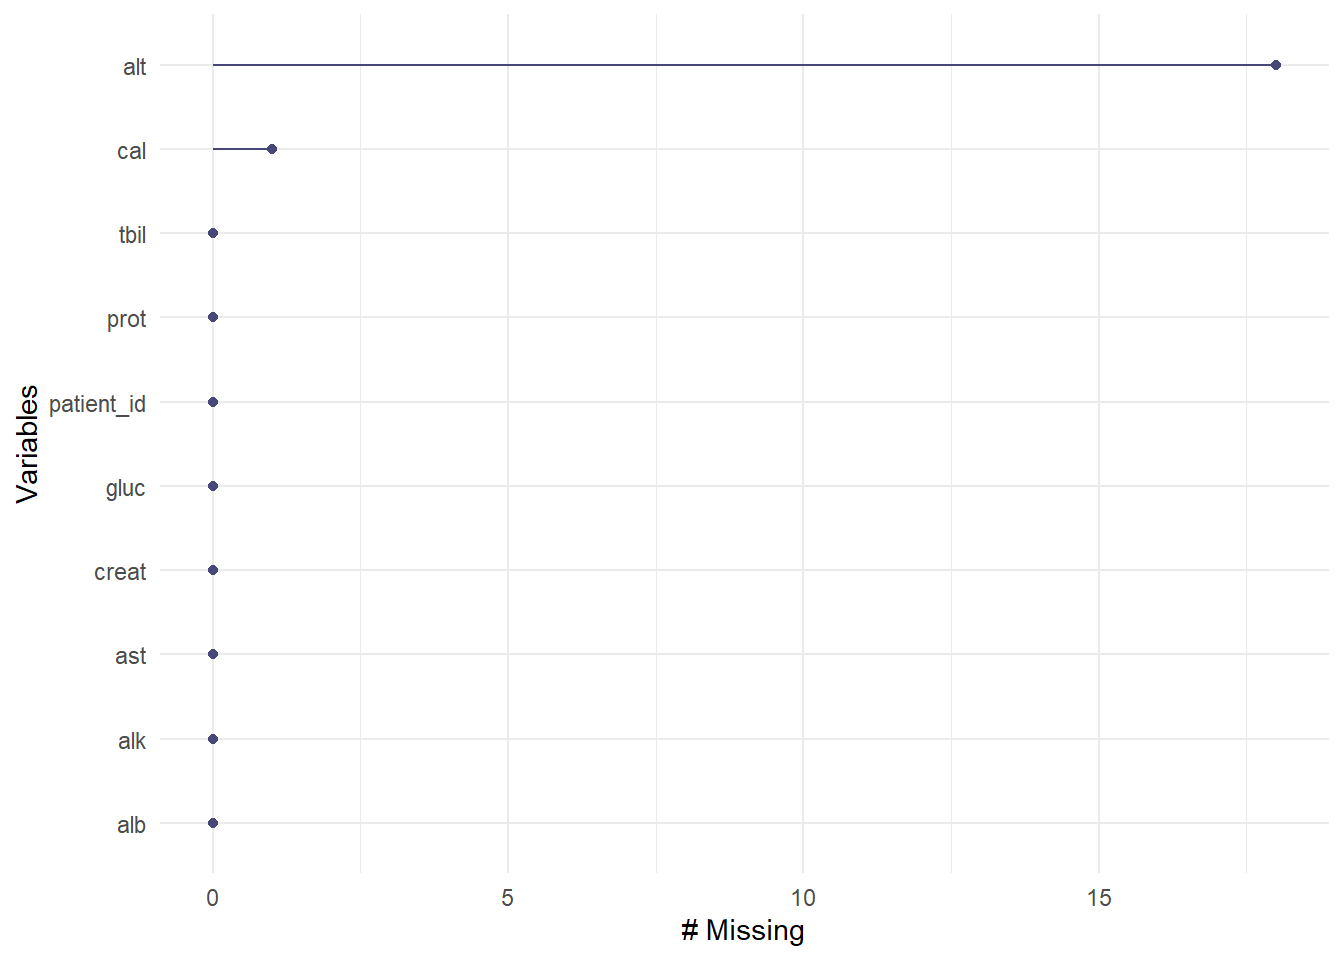 alt
cal
tbil
prot
patient_id
gluc
creat
ast
alk
alb
Variables
0 5 10 15
# Missing